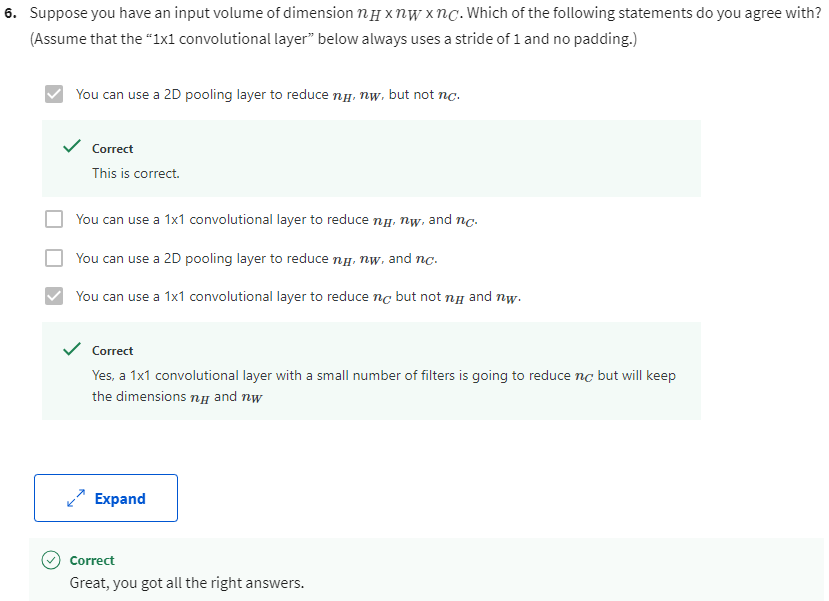 6. Suppose you have an input volume of dimension n_H x n_W x n_C. Which of the following statements do you agree with?
(Assume that the “1x1 convolutional layer” below always uses a stride of 1 and no padding.)
You can use a 2D pooling layer to reduce n_H, n_W, but not n_C.
Correct
This is correct.
You can use a 1x1 convolutional layer to reduce n_H, n_W, and n_C.
You can use a 2D pooling layer to reduce n_H, n_W, and n_C.
You can use a 1x1 convolutional layer to reduce n_C but not n_H and n_W.
Correct
Yes, a 1x1 convolutional layer with a small number of filters is going to reduce n_C but will keep
the dimensions n_H and n_W
Expand
Correct
Great, you got all the right answers.